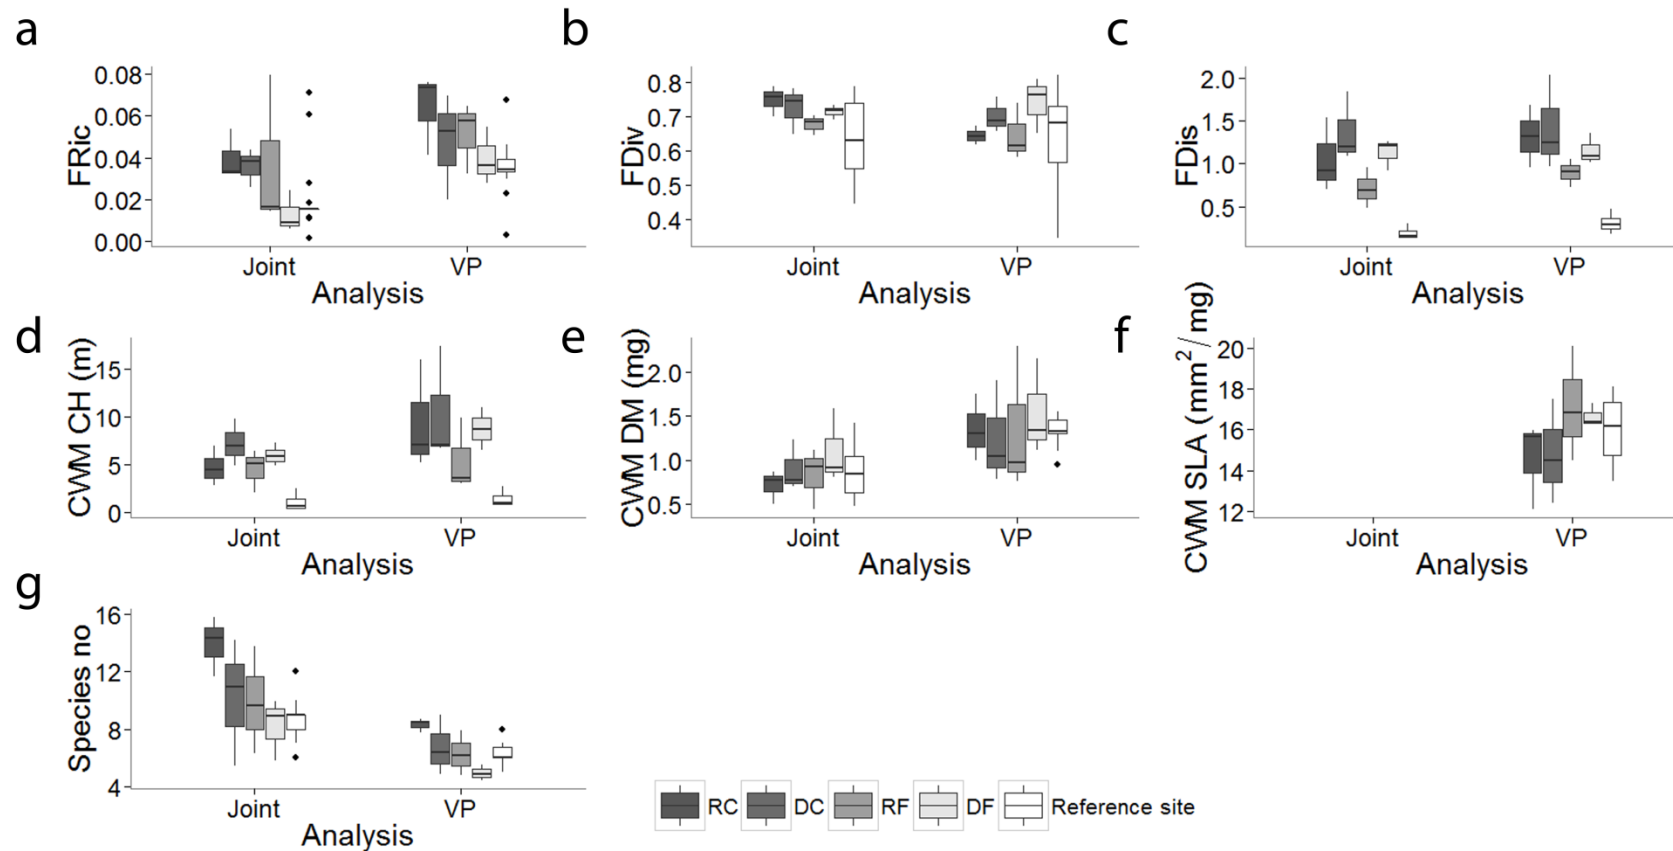 a
FRic
0.08
0.06
0.04
0.02
0.00
Joint
VP
Analysis
b
FDiv
0.8
0.7
0.6
0.5
0.4
Joint
VP
Analysis
c
FDis
2.0
1.5
1.0
0.5
Joint
VP
Analysis
d
CWM CH (m)
15
10
5
0
Joint
VP
Analysis
e
CWM DM (mg)
2.0
1.5
1.0
0.5
Joint
VP
Analysis
f
CWM SLA (mm²/ mg)
20
18
16
14
12
Joint
VP
Analysis
g
Species no
16
12
8
4
Joint
VP
Analysis
RC DC RF DF Reference site